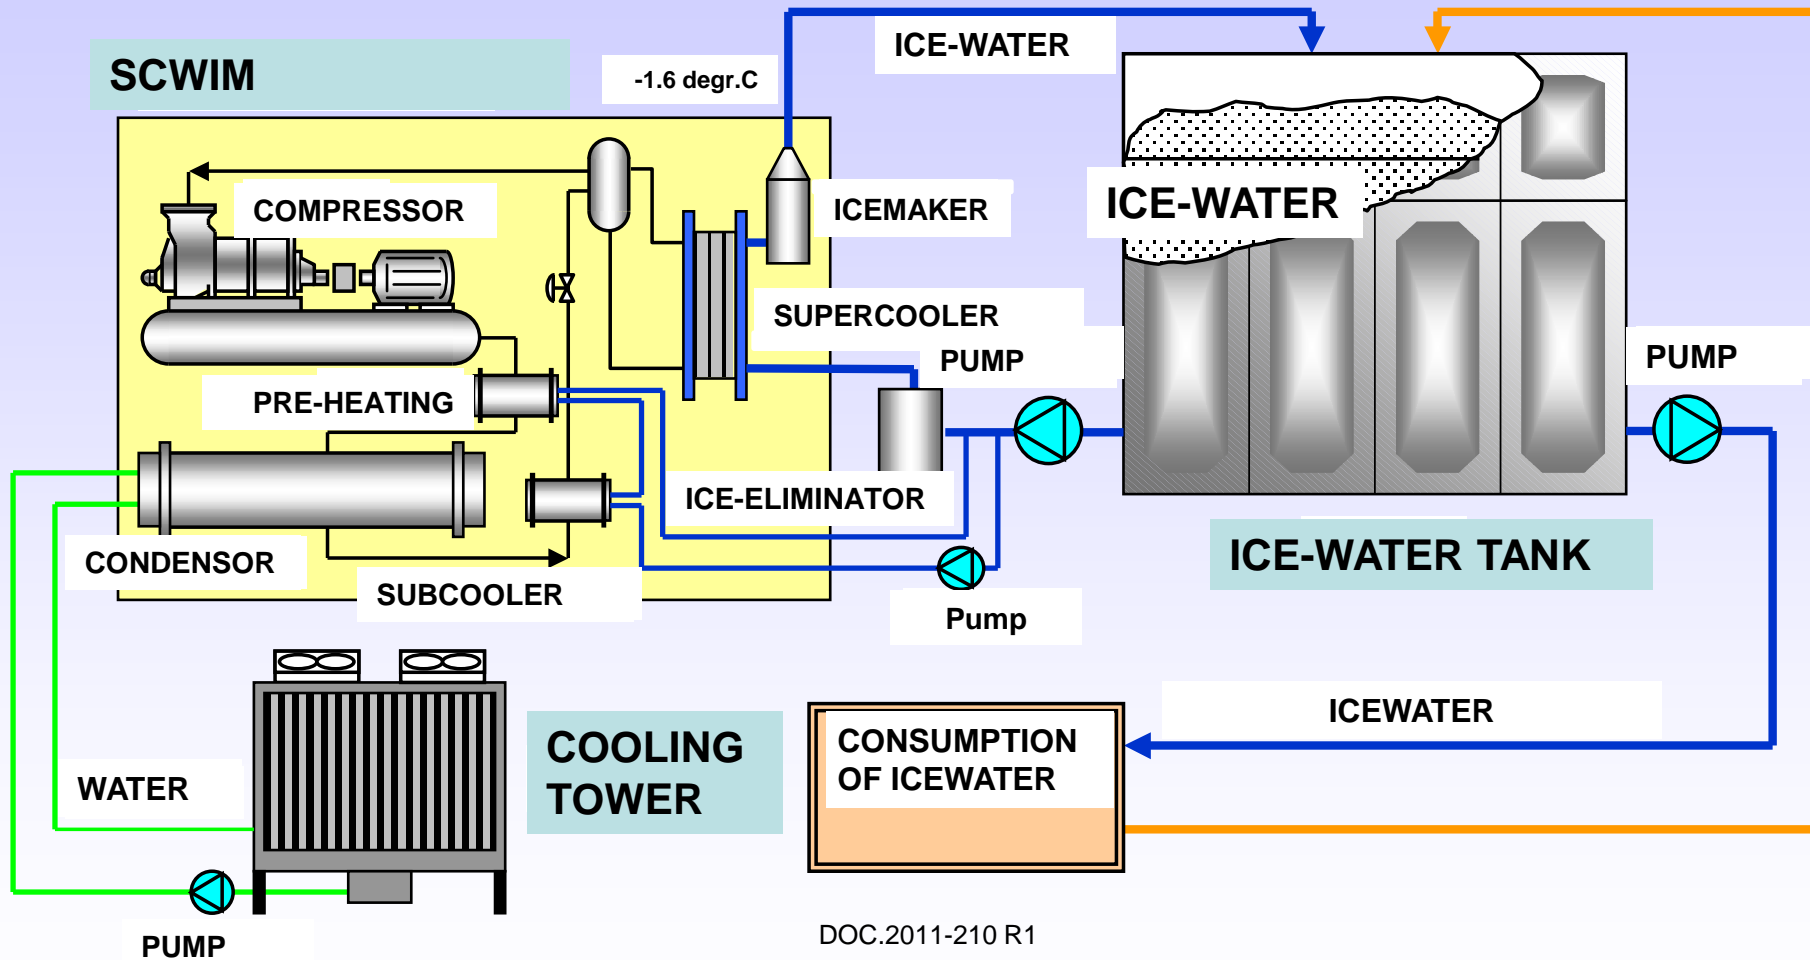 ICE-WATER
SCWIM
-1.6 degr.C
COMPRESSOR
ICEMAKER
ICE-WATER
SUPERCOOLER
PUMP
PUMP
PRE-HEATING
ICE-ELIMINATOR
CONDENSOR
SUBCOOLER
ICE-WATER TANK
Pump
ICEWATER
COOLING
TOWER
CONSUMPTION
OF ICEWATER
WATER
PUMP
DOC.2011-210 R1